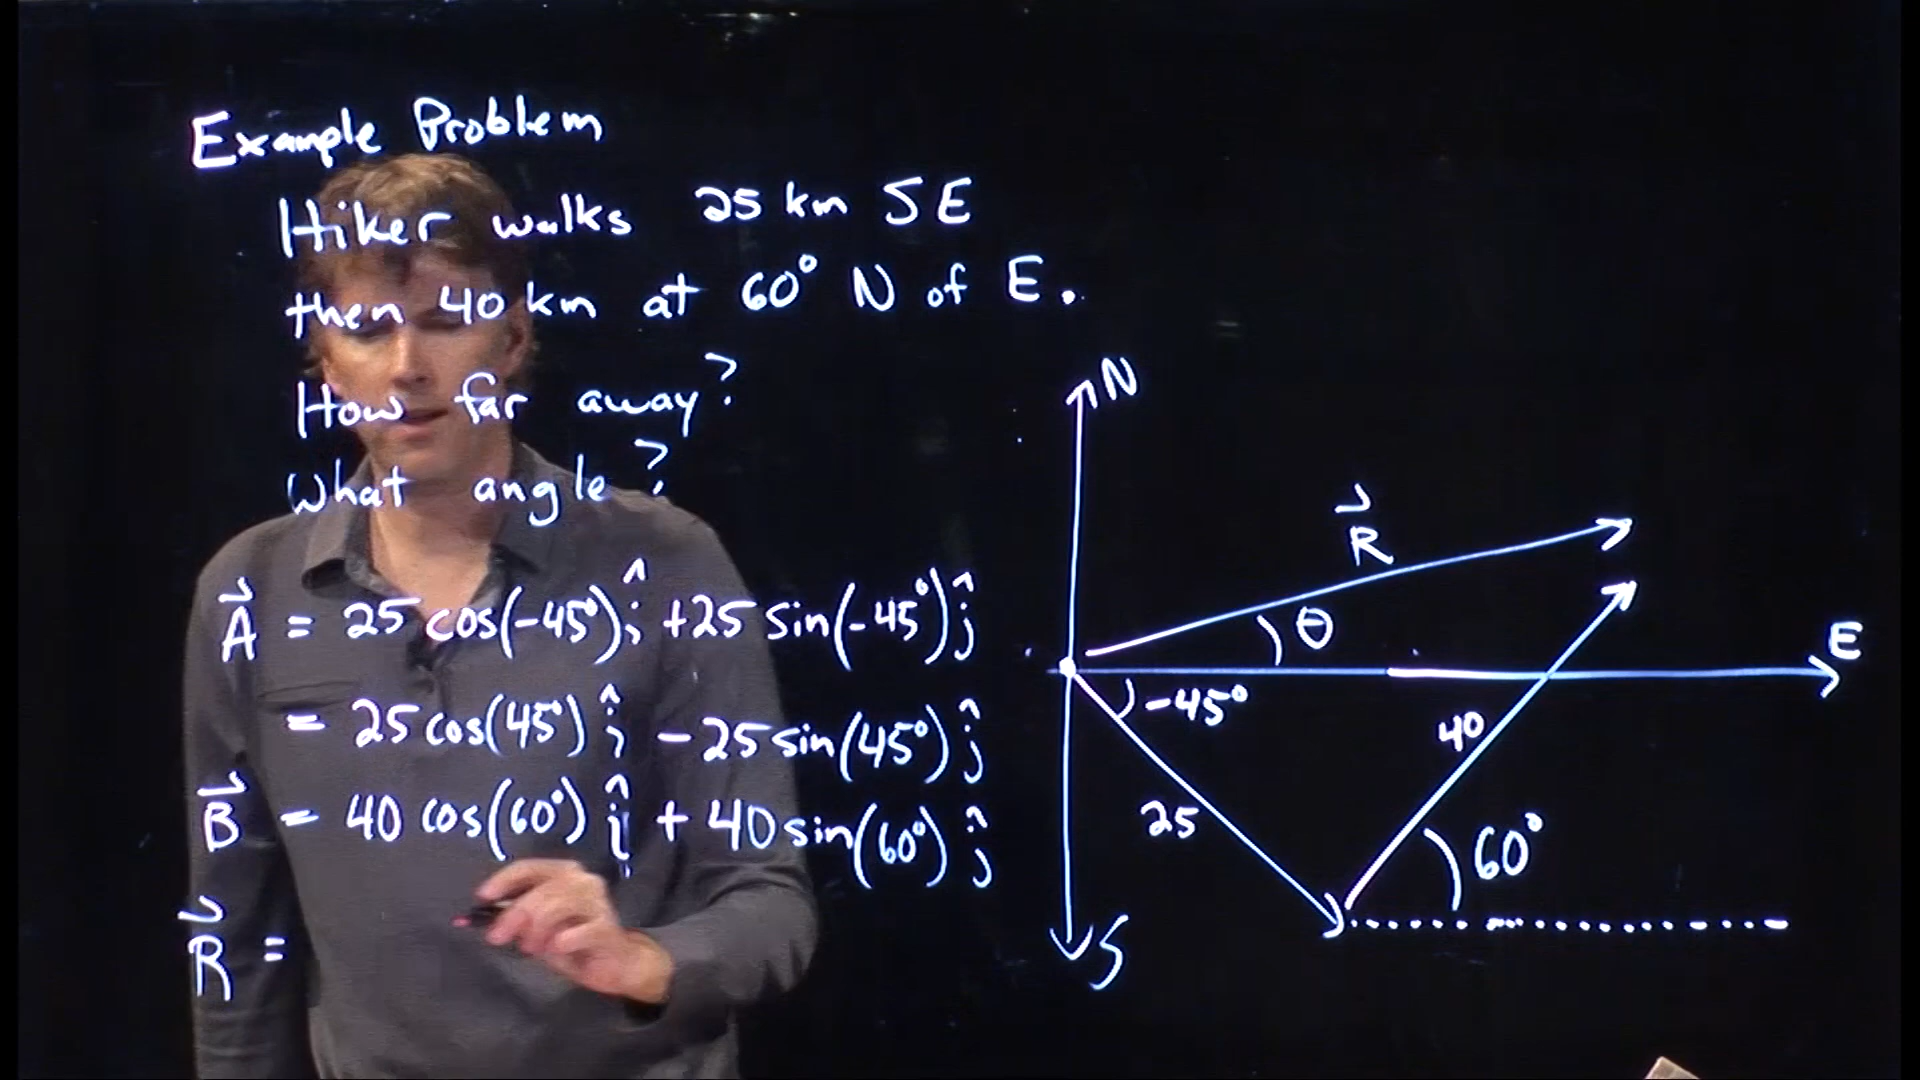 Example Problem
Hiker walks 25 km SE
then 40 km at 60° N of E.
How far away?
What angle?
A⃗ = 25 cos(-45°) î + 25 sin(-45°) ĵ
= 25 cos(45°) î - 25 sin(45°) ĵ
B⃗ = 40 cos(60°) î + 40 sin(60°) ĵ
R⃗ =
N
R⃗
θ
E
-45°
40
25
60°
S